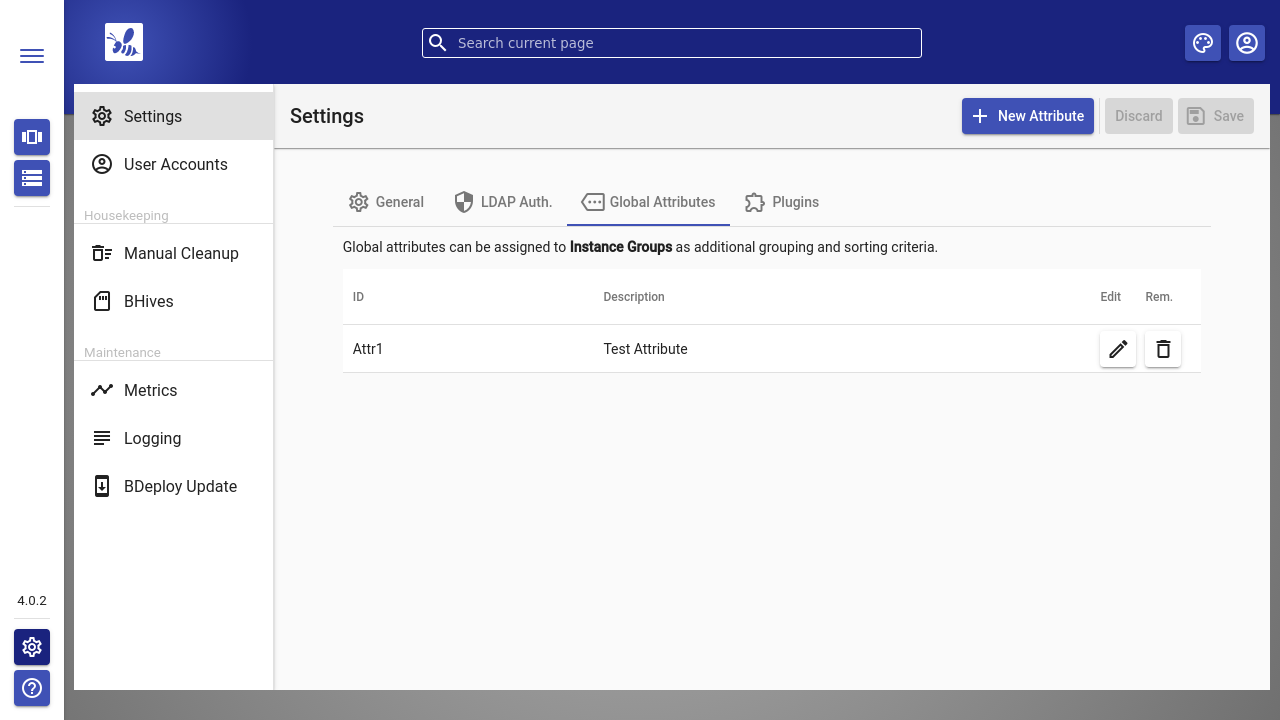 Search current page
Settings
User Accounts
Housekeeping
Manual Cleanup
BHives
Maintenance
Metrics
Logging
BDeploy Update
4.0.2
Settings
New Attribute
Discard
Save
General
LDAP Auth.
Global Attributes
Plugins
Global attributes can be assigned to Instance Groups as additional grouping and sorting criteria.
ID Description Edit Rem.
Attr1 Test Attribute